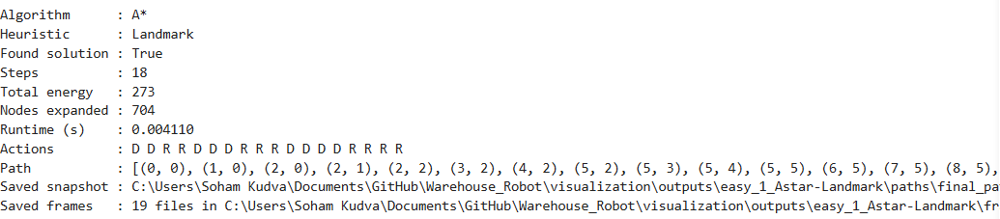 Algorithm      : A*
Heuristic      : Landmark
Found solution : True
Steps          : 18
Total energy   : 273
Nodes expanded : 704
Runtime (s)    : 0.004110
Actions        : D D R R D D D R R R D D D D R R R R
Path           : [(0, 0), (1, 0), (2, 0), (2, 1), (2, 2), (3, 2), (4, 2), (5, 2), (5, 3), (5, 4), (5, 5), (6, 5), (7, 5), (8, 5),
Saved snapshot : C:\Users\Soham Kudva\Documents\GitHub\Warehouse_Robot\visualization\outputs\easy_1_Astar-Landmark\paths\final_pa
Saved frames   : 19 files in C:\Users\Soham Kudva\Documents\GitHub\Warehouse_Robot\visualization\outputs\easy_1_Astar-Landmark\fr